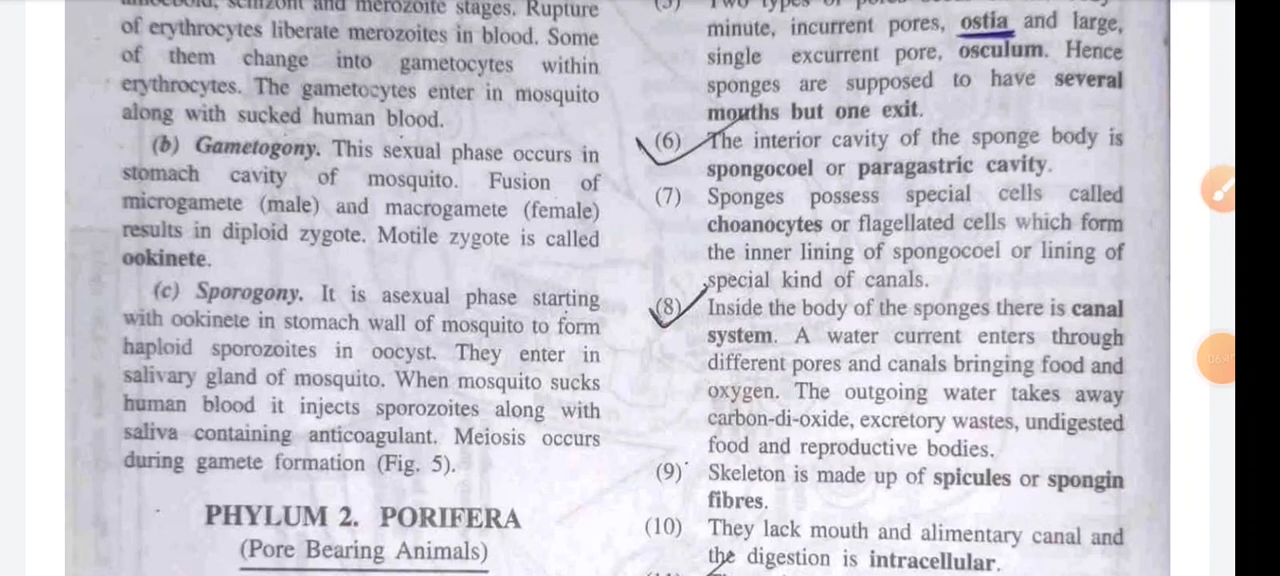 amoeboid, schizont and merozoite stages. Rupture
of erythrocytes liberate merozoites in blood. Some
of them change into gametocytes within
erythrocytes. The gametocytes enter in mosquito
along with sucked human blood.
(b) Gametogony. This sexual phase occurs in
stomach cavity of mosquito. Fusion of
microgamete (male) and macrogamete (female)
results in diploid zygote. Motile zygote is called
ookinete.
(c) Sporogony. It is asexual phase starting
with ookinete in stomach wall of mosquito to form
haploid sporozoites in oocyst. They enter in
salivary gland of mosquito. When mosquito sucks
human blood it injects sporozoites along with
saliva containing anticoagulant. Meiosis occurs
during gamete formation (Fig. 5).
PHYLUM 2. PORIFERA
(Pore Bearing Animals)
(5) Two types of
minute, incurrent pores, ostia and large,
single excurrent pore, osculum. Hence
sponges are supposed to have several
mouths but one exit.
(6) The interior cavity of the sponge body is
spongocoel or paragastric cavity.
(7) Sponges possess special cells called
choanocytes or flagellated cells which form
the inner lining of spongocoel or lining of
special kind of canals.
(8) Inside the body of the sponges there is canal
system. A water current enters through
different pores and canals bringing food and
oxygen. The outgoing water takes away
carbon-di-oxide, excretory wastes, undigested
food and reproductive bodies.
(9) Skeleton is made up of spicules or spongin
fibres.
(10) They lack mouth and alimentary canal and
the digestion is intracellular.